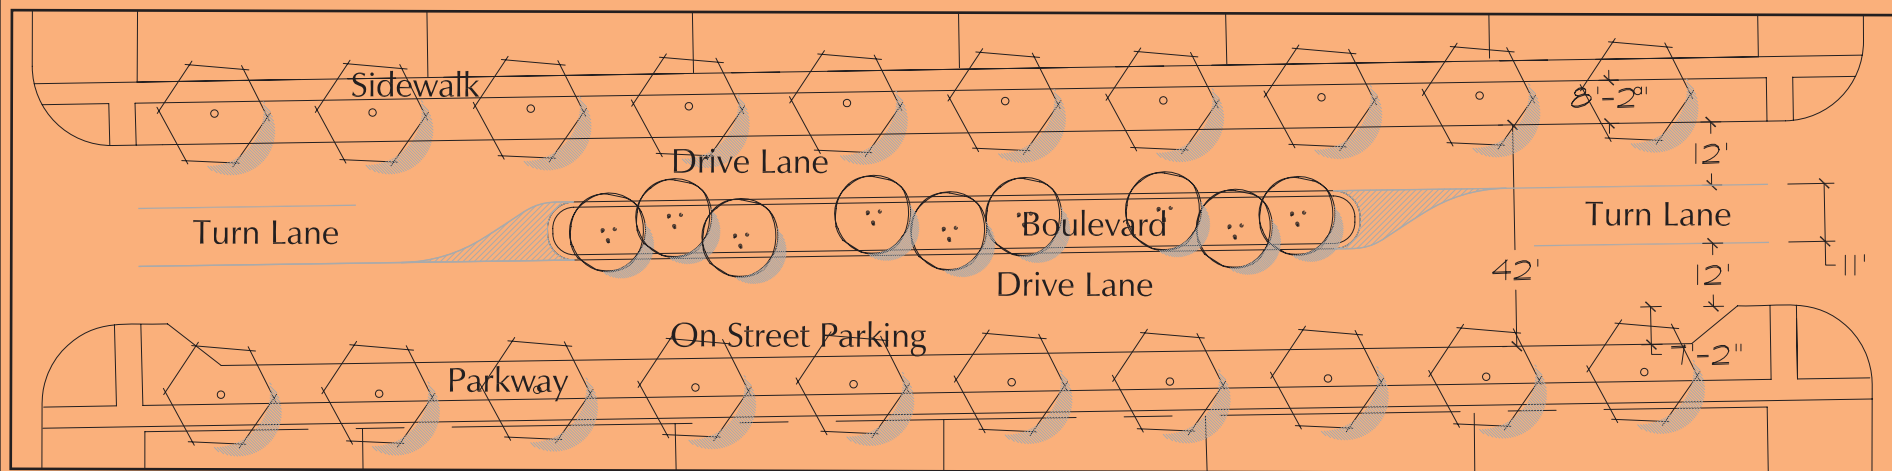 Sidewalk
8'-2"
Drive Lane
12'
Turn Lane
Boulevard
Turn Lane
42'
12'
11'
Drive Lane
On Street Parking
7'-2"
Parkway